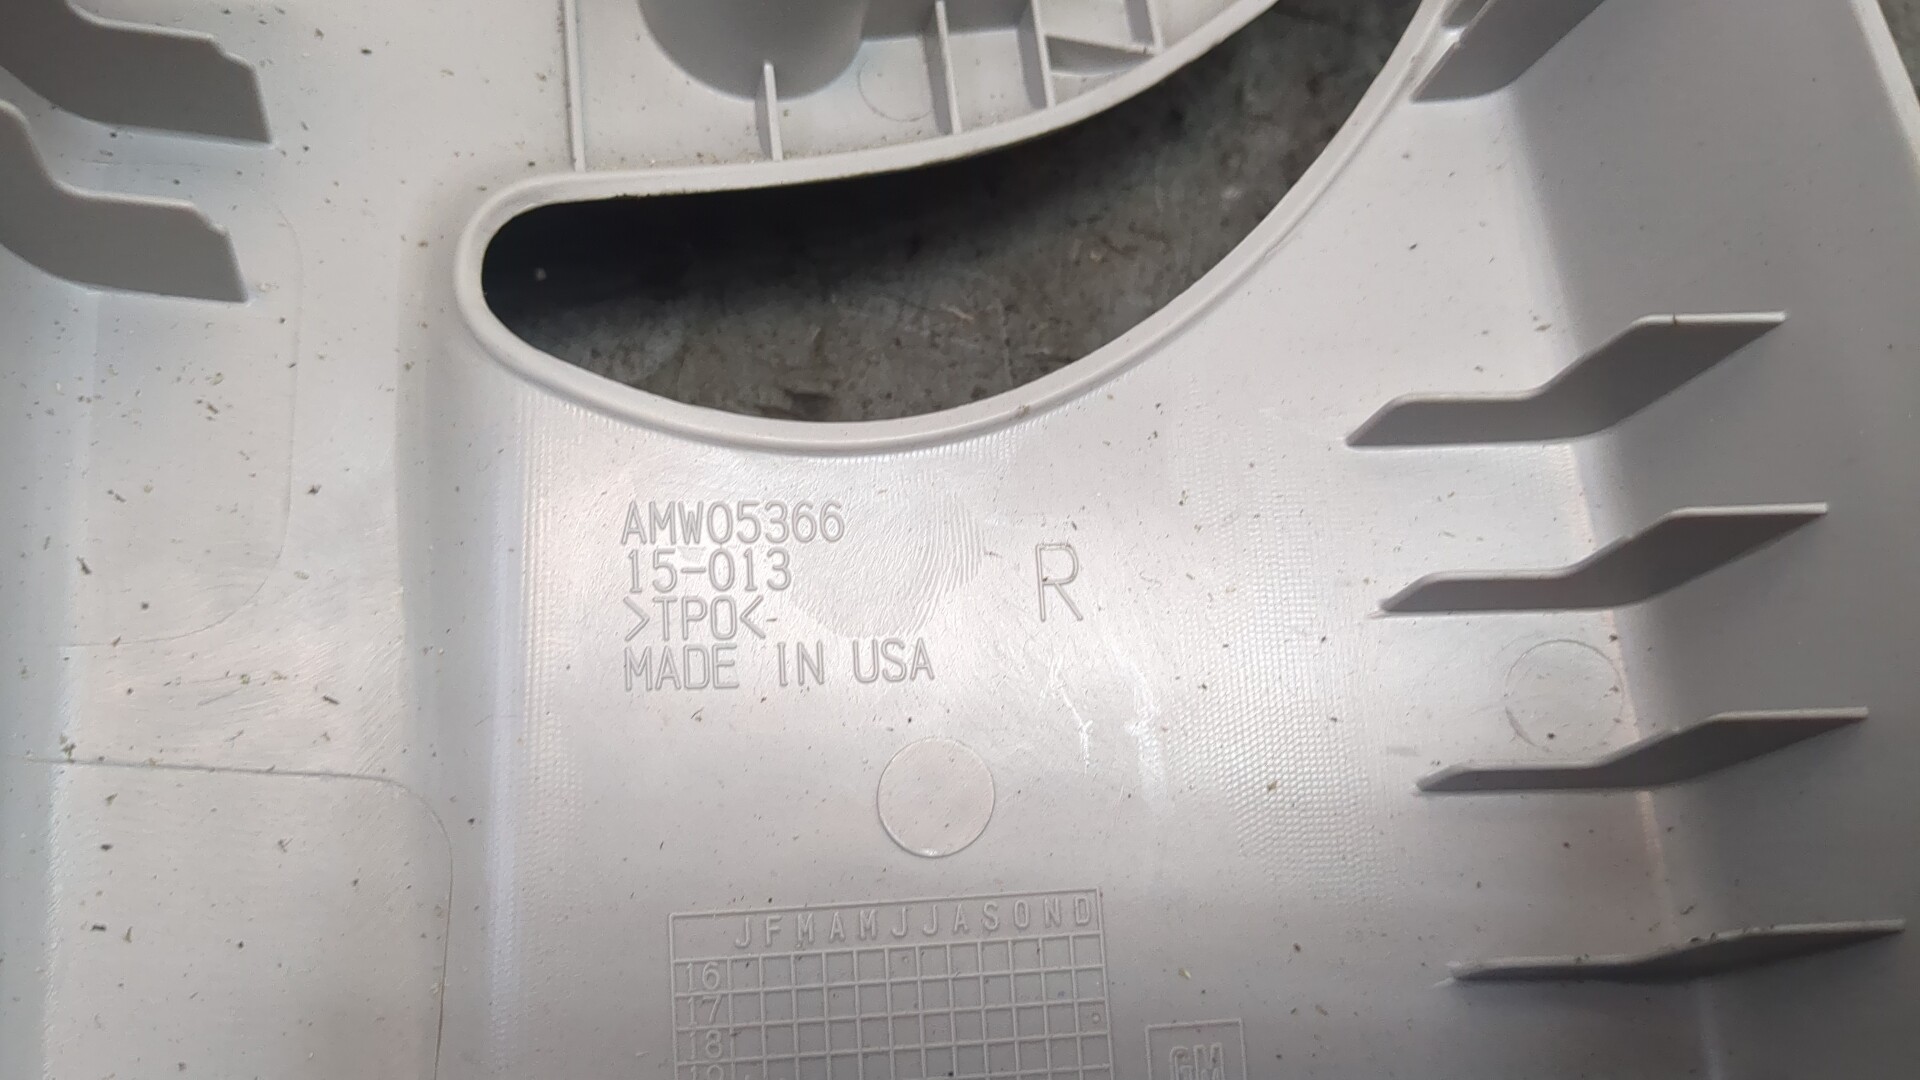 AMW05366
15-013
>TPO<
MADE IN USA
R
JFMAMJJASOND
16
17
18
GM